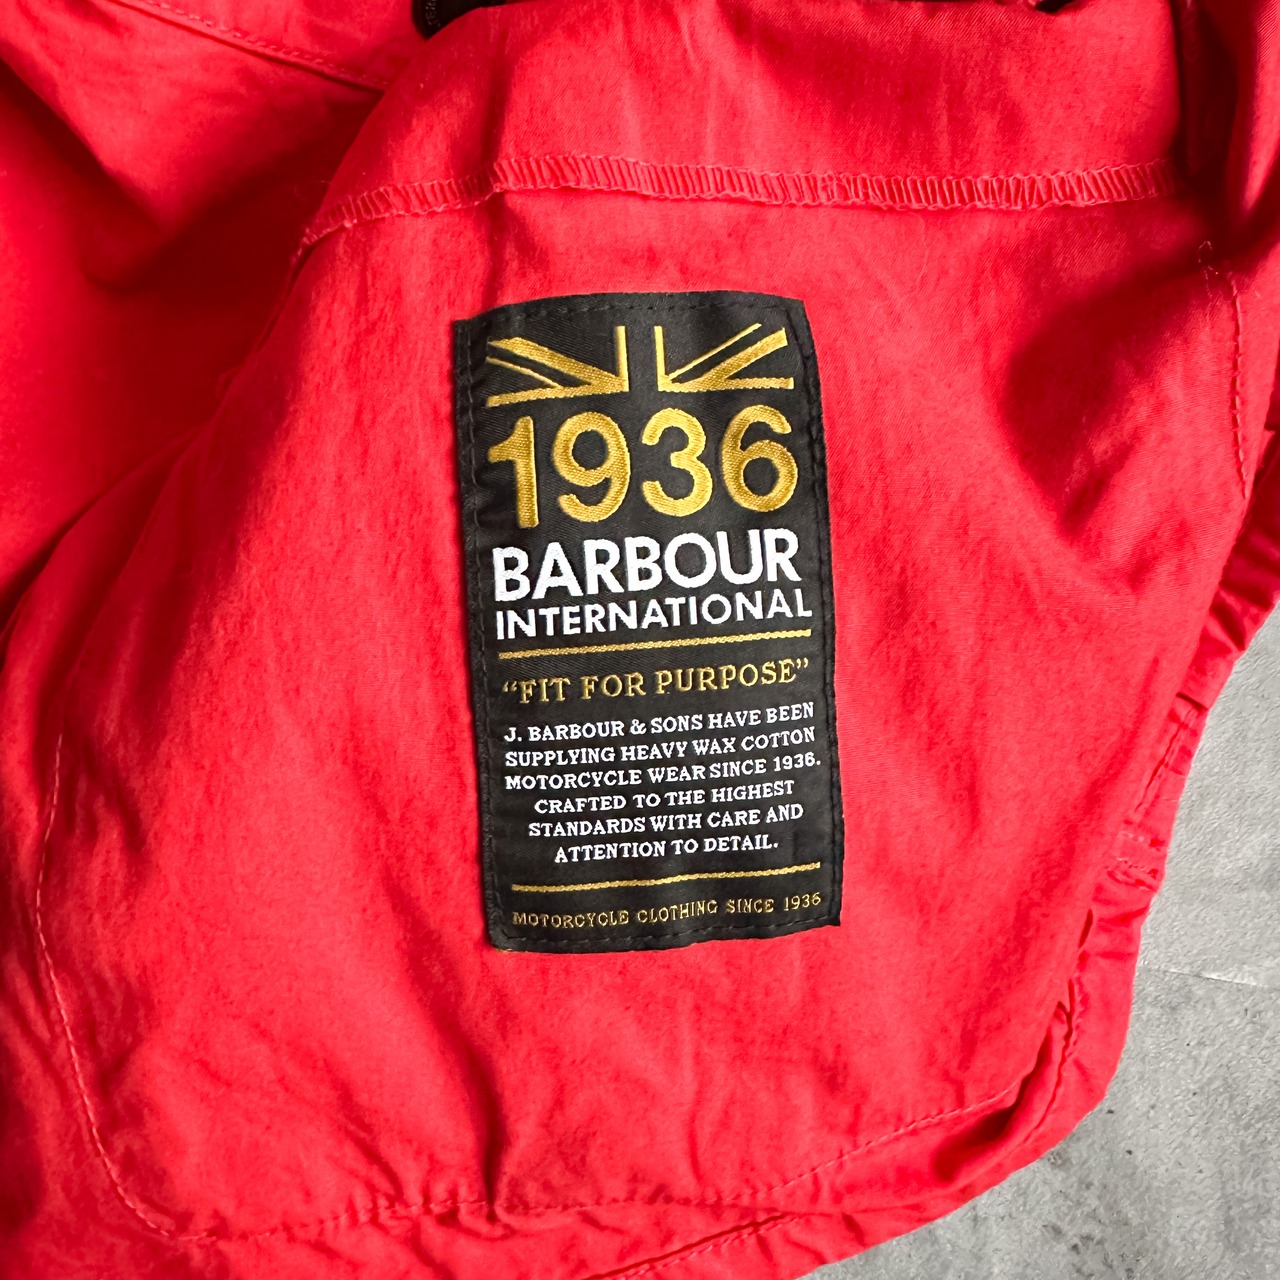 1936
BARBOUR
INTERNATIONAL
“FIT FOR PURPOSE”
J. BARBOUR & SONS HAVE BEEN
SUPPLYING HEAVY WAX COTTON
MOTORCYCLE WEAR SINCE 1936.
CRAFTED TO THE HIGHEST
STANDARDS WITH CARE AND
ATTENTION TO DETAIL.
MOTORCYCLE CLOTHING SINCE 1936